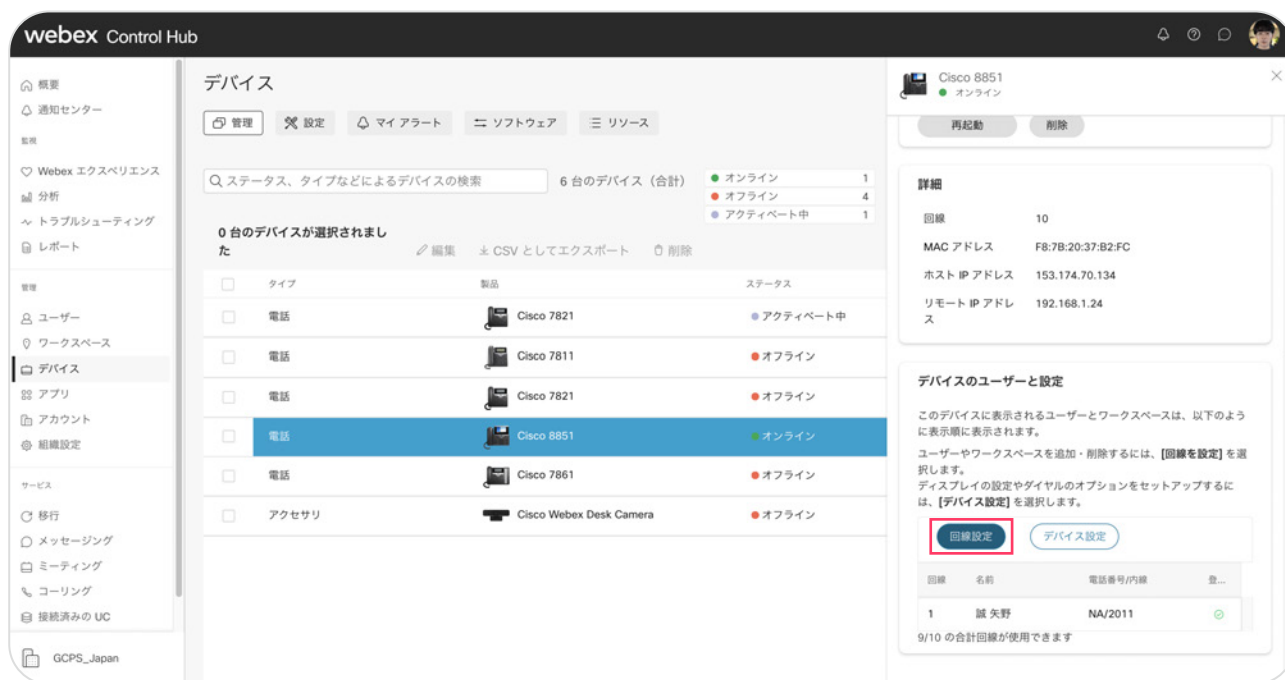 webex Control Hub
概要
通知センター
監視
Webex エクスペリエンス
分析
トラブルシューティング
レポート
管理
ユーザー
ワークスペース
デバイス
アプリ
アカウント
組織設定
サービス
移行
メッセージング
ミーティング
コーリング
接続済みの UC
GCPS_Japan
デバイス
管理
設定
マイ アラート
ソフトウェア
リソース
ステータス、タイプなどによるデバイスの検索
6 台のデバイス（合計）
オンライン 1
オフライン 4
アクティベート中 1
0 台のデバイスが選択されまし
た
編集
CSV としてエクスポート
削除
タイプ 製品 ステータス
電話 Cisco 7821 アクティベート中
電話 Cisco 7811 オフライン
電話 Cisco 7821 オフライン
電話 Cisco 8851 オンライン
電話 Cisco 7861 オフライン
アクセサリ Cisco Webex Desk Camera オフライン
Cisco 8851
オンライン
再起動
削除
詳細
回線 10
MAC アドレス F8:7B:20:37:B2:FC
ホスト IP アドレス 153.174.70.134
リモート IP アドレ 192.168.1.24
ス
デバイスのユーザーと設定
このデバイスに表示されるユーザーとワークスペースは、以下のよう
に表示順に表示されます。
ユーザーやワークスペースを追加・削除するには、[回線を設定] を選
択します。
ディスプレイの設定やダイヤルのオプションをセットアップするに
は、[デバイス設定] を選択します。
回線設定
デバイス設定
回線 名前 電話番号/内線 登...
1 誠 矢野 NA/2011
9/10 の合計回線が使用できます